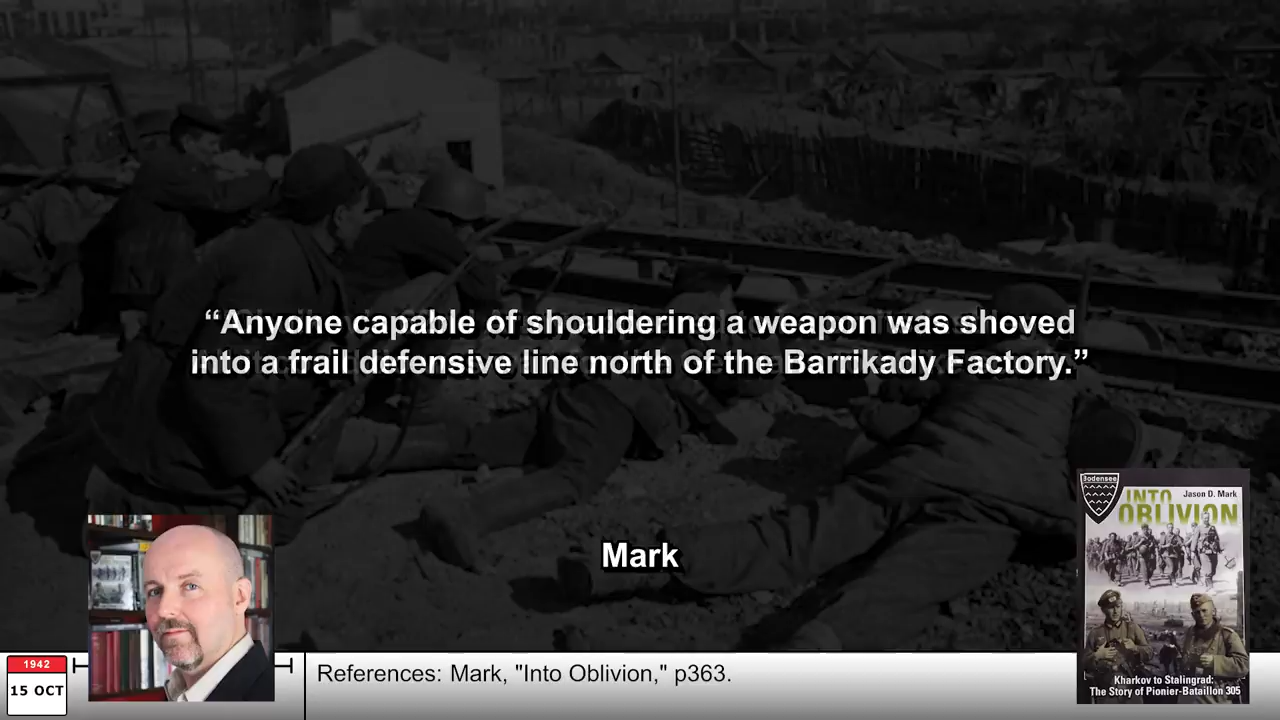 “Anyone capable of shouldering a weapon was shoved
into a frail defensive line north of the Barrikady Factory.”
Mark
Bodensee
Jason D. Mark
INTO
OBLIVION
Kharkov to Stalingrad:
The Story of Pionier-Bataillon 305
1942
15 OCT
References: Mark, "Into Oblivion," p363.